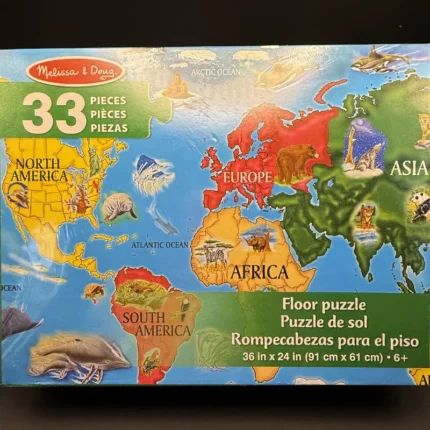 Melissa & Doug
33 PIECES
PIÈCES
PIEZAS
ARCTIC OCEAN
NORTH
AMERICA
EUROPE
ASIA
ATLANTIC OCEAN
AFRICA
OCEAN
SOUTH
AMERICA
Floor puzzle
Puzzle de sol
Rompecabezas para el piso
36 in x 24 in (91 cm x 61 cm) • 6+